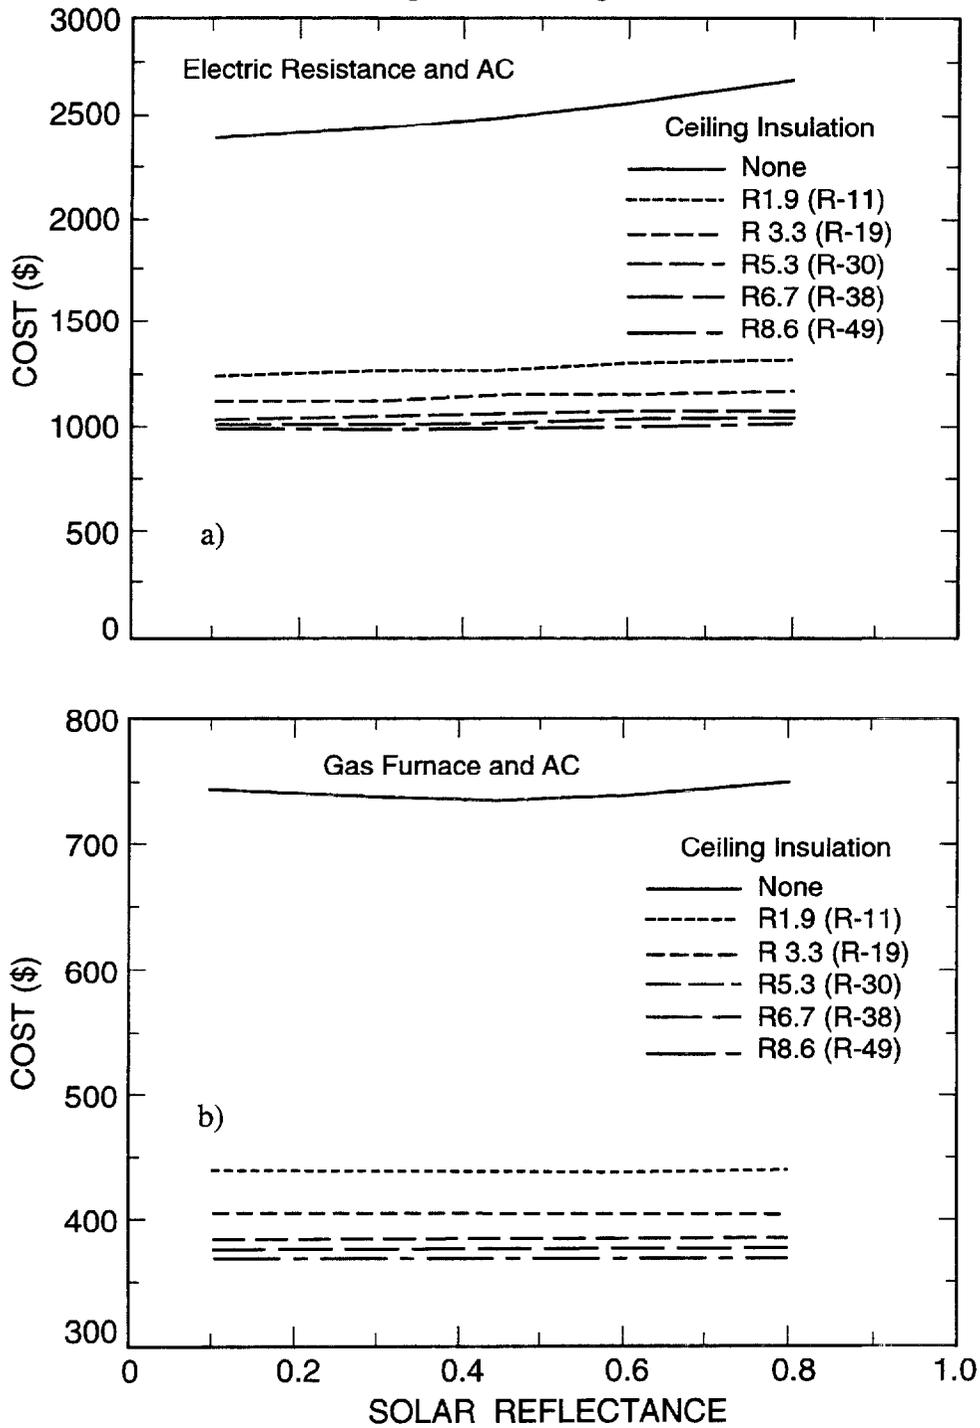 3000
Electric Resistance and AC
2500
Ceiling Insulation
None
R1.9 (R-11)
2000
R 3.3 (R-19)
R5.3 (R-30)
R6.7 (R-38)
1500
R8.6 (R-49)
COST ($)
1000
500
a)
0
800
Gas Furnace and AC
700
Ceiling Insulation
None
R1.9 (R-11)
R 3.3 (R-19)
600
R5.3 (R-30)
R6.7 (R-38)
R8.6 (R-49)
COST ($)
500
b)
400
300
0 0.2 0.4 0.6 0.8 1.0
SOLAR REFLECTANCE